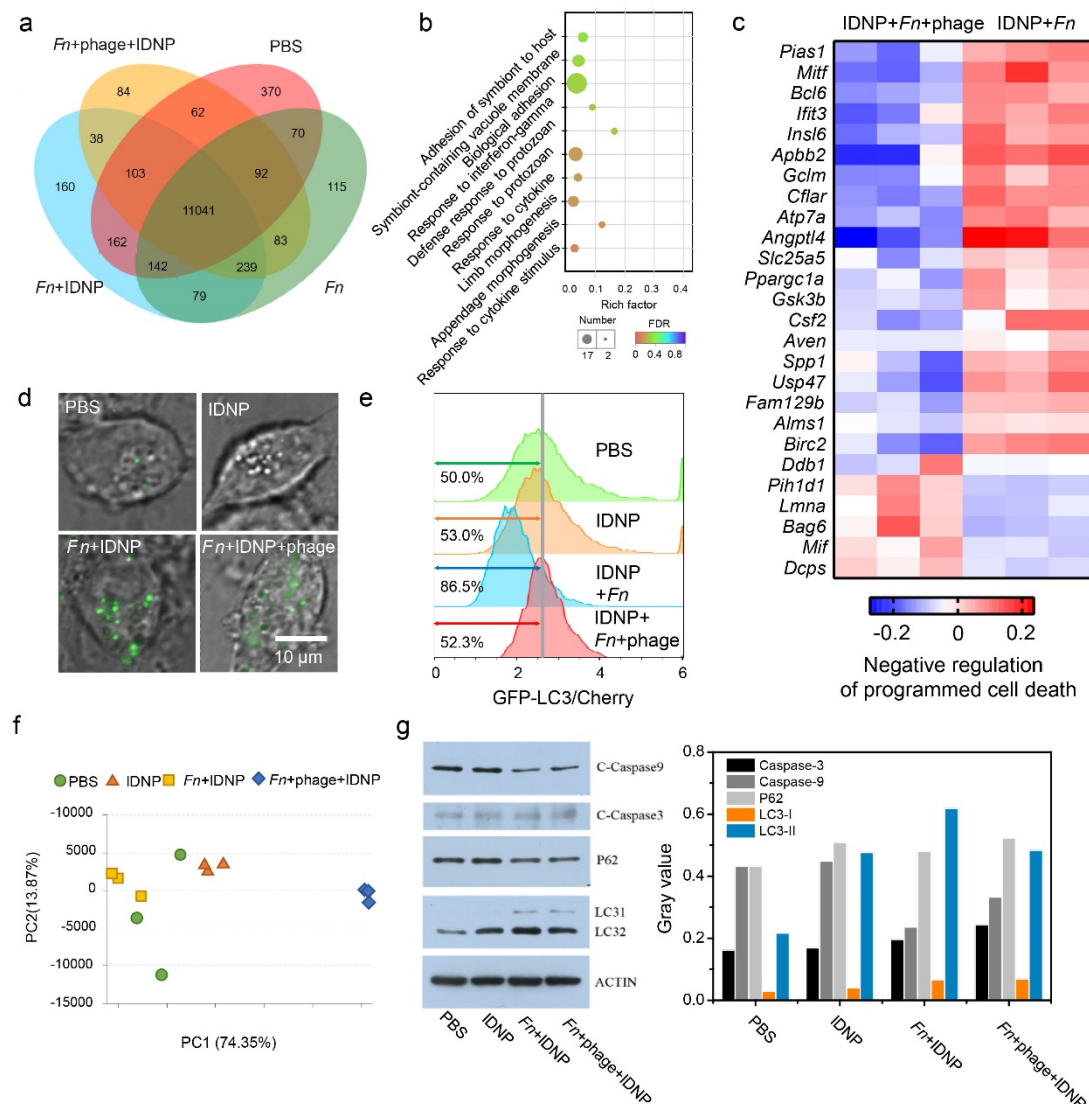 a
Fn+phage+IDNP
PBS
84
62
370
38
70
160
103
92
115
11041
162
83
142
239
Fn+IDNP
79
Fn
b
Adhesion of symbiont to host
Symbiont-containing vacuole membrane
Biological adhesion
Response to interferon-gamma
Defense response to protozoan
Response to protozoan
Response to cytokine
Limb morphogenesis
Appendage morphogenesis
Response to cytokine stimulus
0.0 0.1 0.2 0.3 0.4
Rich factor
Number
17 2
FDR
0 0.4 0.8
c
IDNP+Fn+phage IDNP+Fn
Pias1
Mitf
Bcl6
Ifit3
Insl6
Apbb2
Gclm
Cflar
Atp7a
Angptl4
Slc25a5
Ppargc1a
Gsk3b
Csf2
Aven
Spp1
Usp47
Fam129b
Alms1
Birc2
Ddb1
Pih1d1
Lmna
Bag6
Mif
Dcps
-0.2 0 0.2
Negative regulation
of programmed cell death
d
PBS
IDNP
Fn+IDNP
Fn+IDNP+phage
10 μm
e
PBS
50.0%
IDNP
53.0%
IDNP
+Fn
86.5%
IDNP+
Fn+phage
52.3%
0 2 4 6
GFP-LC3/Cherry
f
PBS IDNP Fn+IDNP Fn+phage+IDNP
-10000
5000
0
-5000
-10000
-15000
PC2(13.87%)
PC1 (74.35%)
g
C-Caspase9
C-Caspase3
P62
LC31
LC32
ACTIN
PBS
IDNP
Fn+IDNP
Fn+phage+IDNP
0.8
0.6
0.4
0.2
0.0
Gray value
Caspase-3
Caspase-9
P62
LC3-I
LC3-II
PBS
IDNP
Fn+IDNP
Fn+phage+IDNP